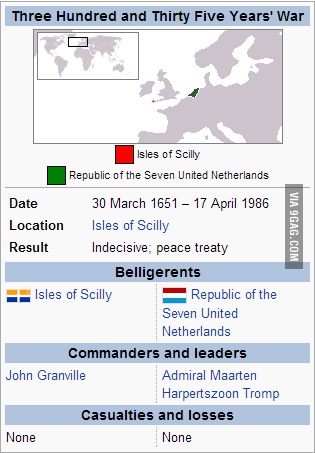 Three Hundred and Thirty Five Years' War
Isles of Scilly
Republic of the Seven United Netherlands
Date 30 March 1651 – 17 April 1986
Location Isles of Scilly
Result Indecisive; peace treaty
Belligerents
Isles of Scilly
Republic of the
Seven United
Netherlands
Commanders and leaders
John Granville
Admiral Maarten
Harpertszoon Tromp
Casualties and losses
None None
VIA 9GAG.COM